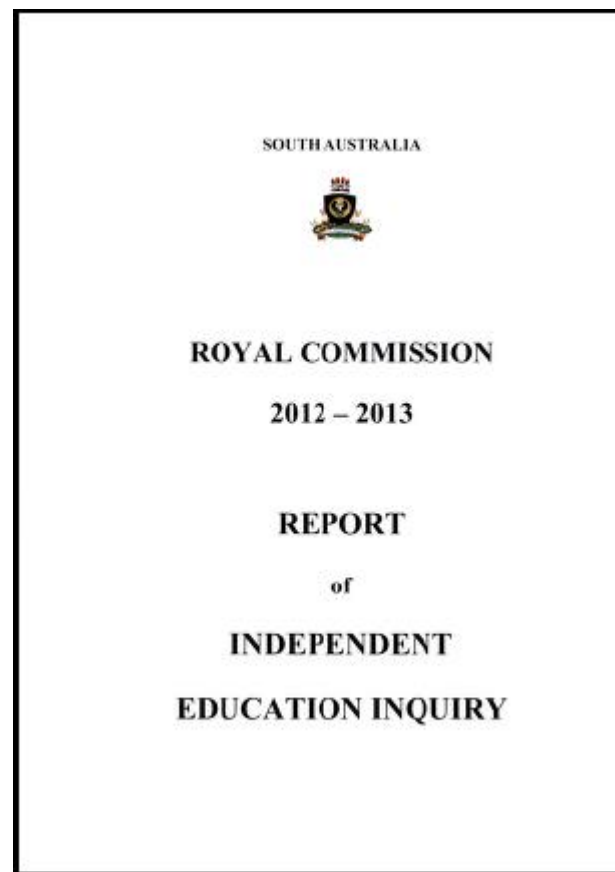 SOUTH AUSTRALIA
ROYAL COMMISSION
2012 – 2013
REPORT
of
INDEPENDENT
EDUCATION INQUIRY